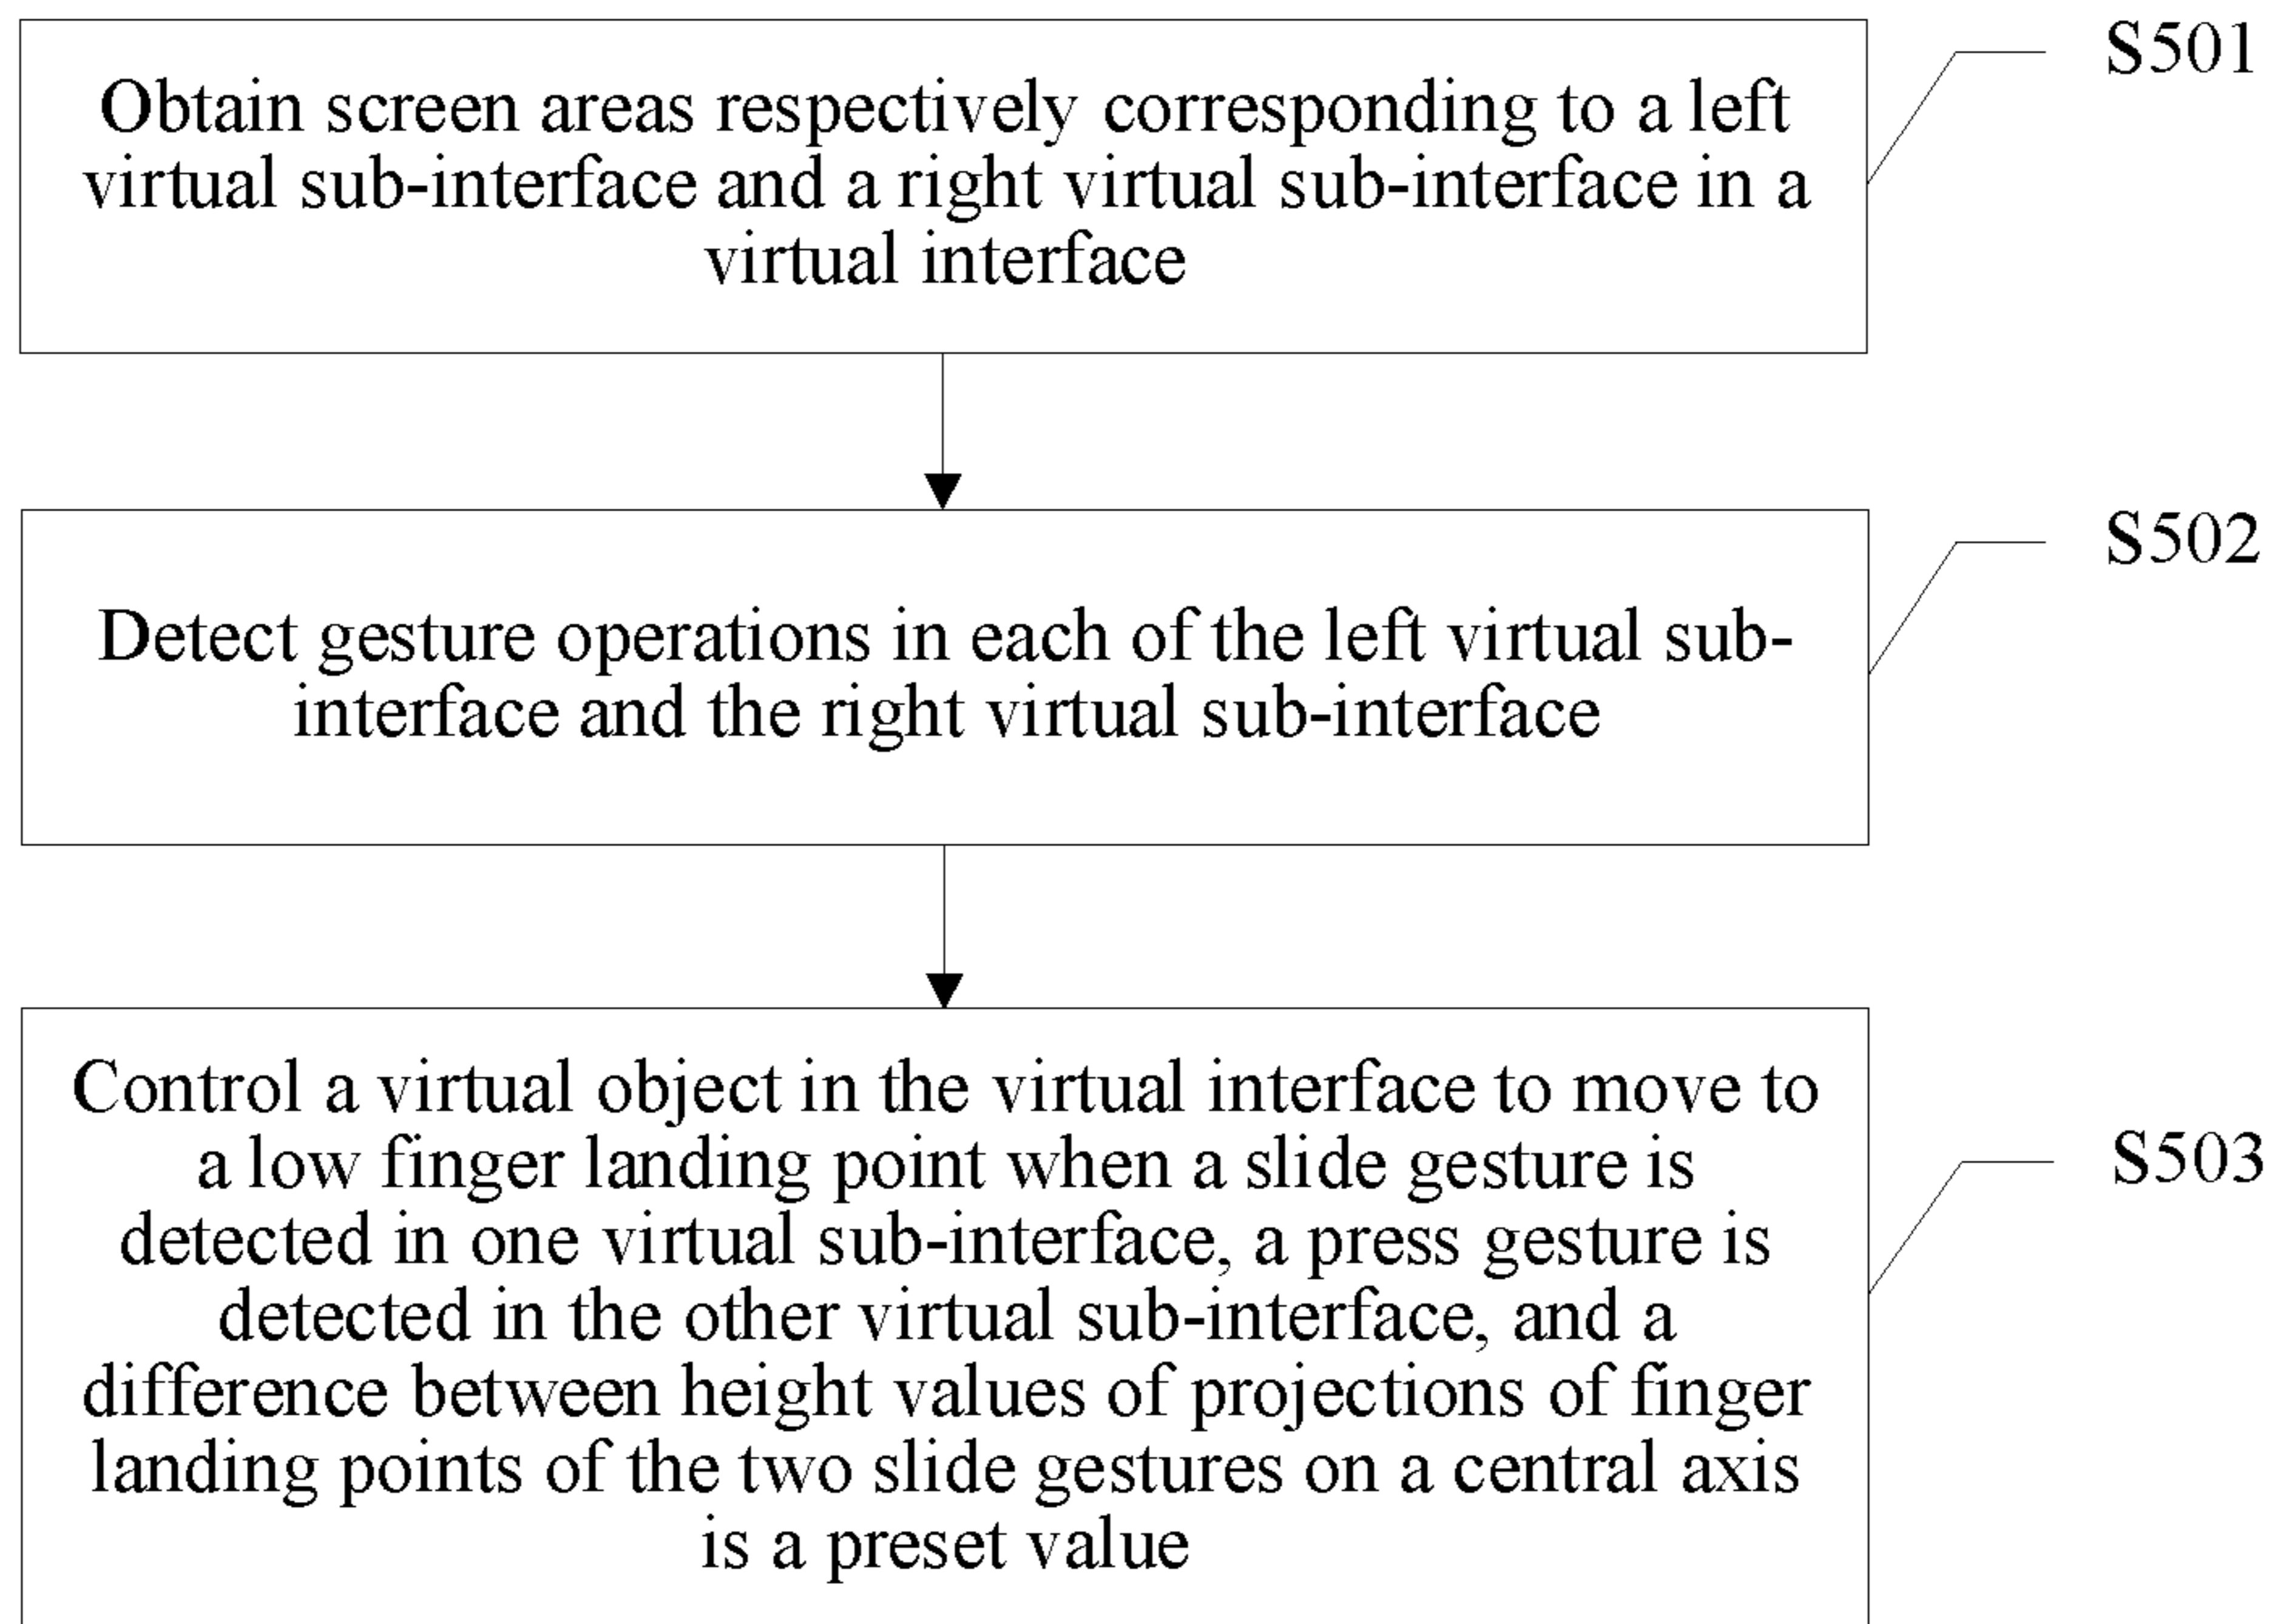 Obtain screen areas respectively corresponding to a left
virtual sub-interface and a right virtual sub-interface in a
virtual interface
S501
Detect gesture operations in each of the left virtual sub-
interface and the right virtual sub-interface
S502
Control a virtual object in the virtual interface to move to
a low finger landing point when a slide gesture is
detected in one virtual sub-interface, a press gesture is
detected in the other virtual sub-interface, and a
difference between height values of projections of finger
landing points of the two slide gestures on a central axis
is a preset value
S503